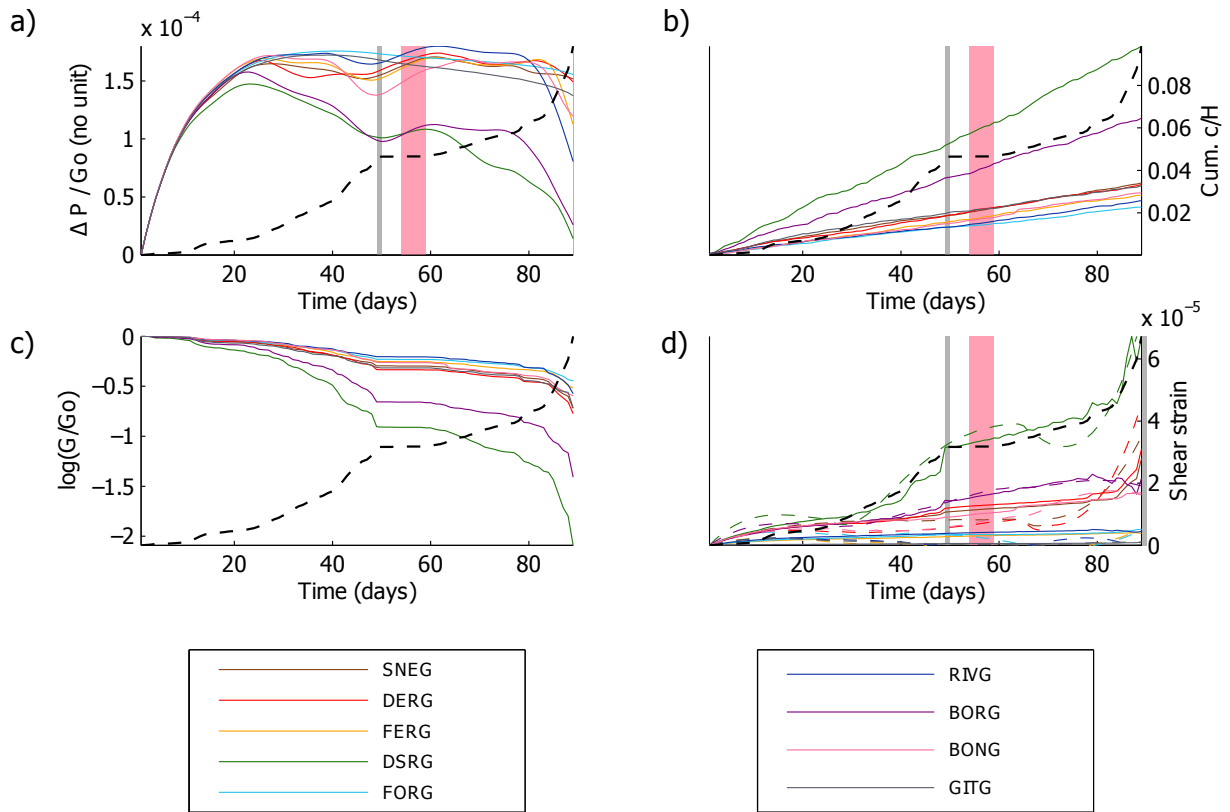 a)
x 10⁻⁴
Δ P / Go (no unit)
1.5
1
0.5
0
20
40
60
80
Time (days)
b)
Cum. c/H
0.08
0.06
0.04
0.02
20
40
60
80
Time (days)
c)
log(G/Go)
0
−0.5
−1
−1.5
−2
20
40
60
80
Time (days)
d)
x 10⁻⁵
Shear strain
6
4
2
0
20
40
60
80
Time (days)
SNEG
DERG
FERG
DSRG
FORG
RIVG
BORG
BONG
GITG